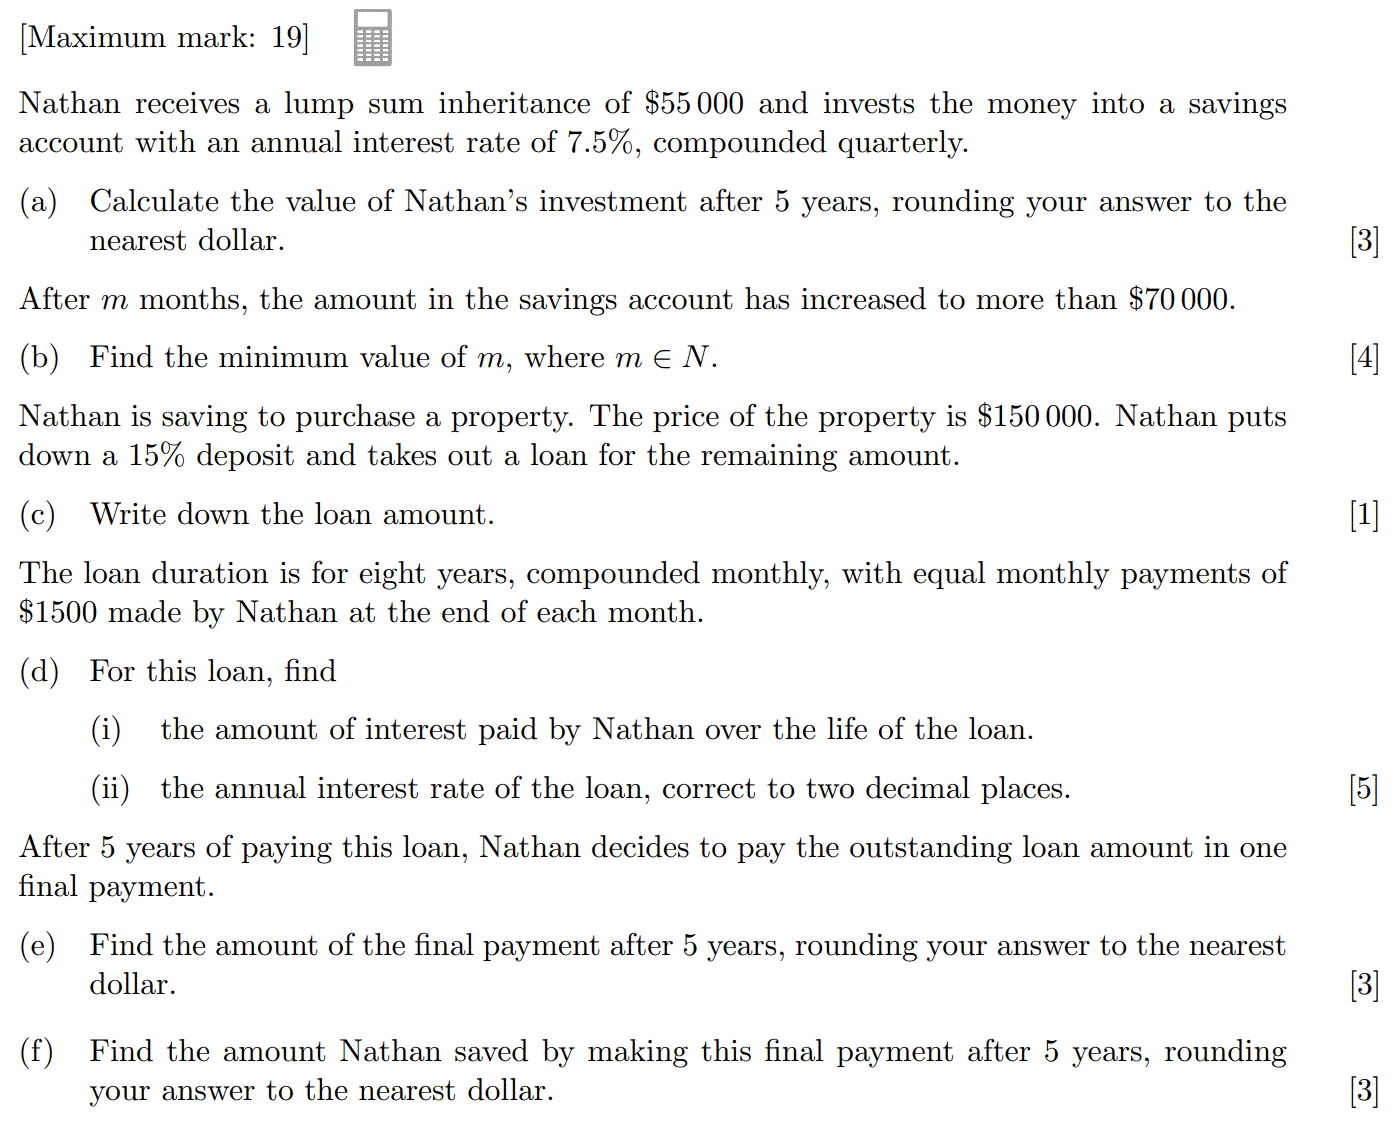 [Maximum mark: 19]
Nathan receives a lump sum inheritance of $55 000 and invests the money into a savings
account with an annual interest rate of 7.5%, compounded quarterly.
(a) Calculate the value of Nathan's investment after 5 years, rounding your answer to the
nearest dollar. [3]
After m months, the amount in the savings account has increased to more than $70 000.
(b) Find the minimum value of m, where m ∈ N. [4]
Nathan is saving to purchase a property. The price of the property is $150 000. Nathan puts
down a 15% deposit and takes out a loan for the remaining amount.
(c) Write down the loan amount. [1]
The loan duration is for eight years, compounded monthly, with equal monthly payments of
$1500 made by Nathan at the end of each month.
(d) For this loan, find
(i) the amount of interest paid by Nathan over the life of the loan.
(ii) the annual interest rate of the loan, correct to two decimal places. [5]
After 5 years of paying this loan, Nathan decides to pay the outstanding loan amount in one
final payment.
(e) Find the amount of the final payment after 5 years, rounding your answer to the nearest
dollar. [3]
(f) Find the amount Nathan saved by making this final payment after 5 years, rounding
your answer to the nearest dollar. [3]